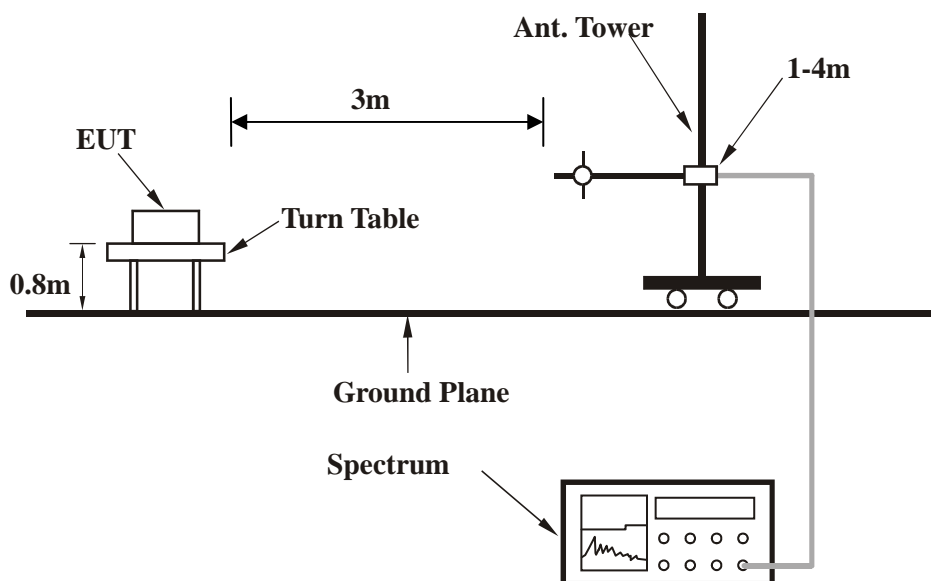 Ant. Tower
1-4m
3m
EUT
Turn Table
0.8m
Ground Plane
Spectrum